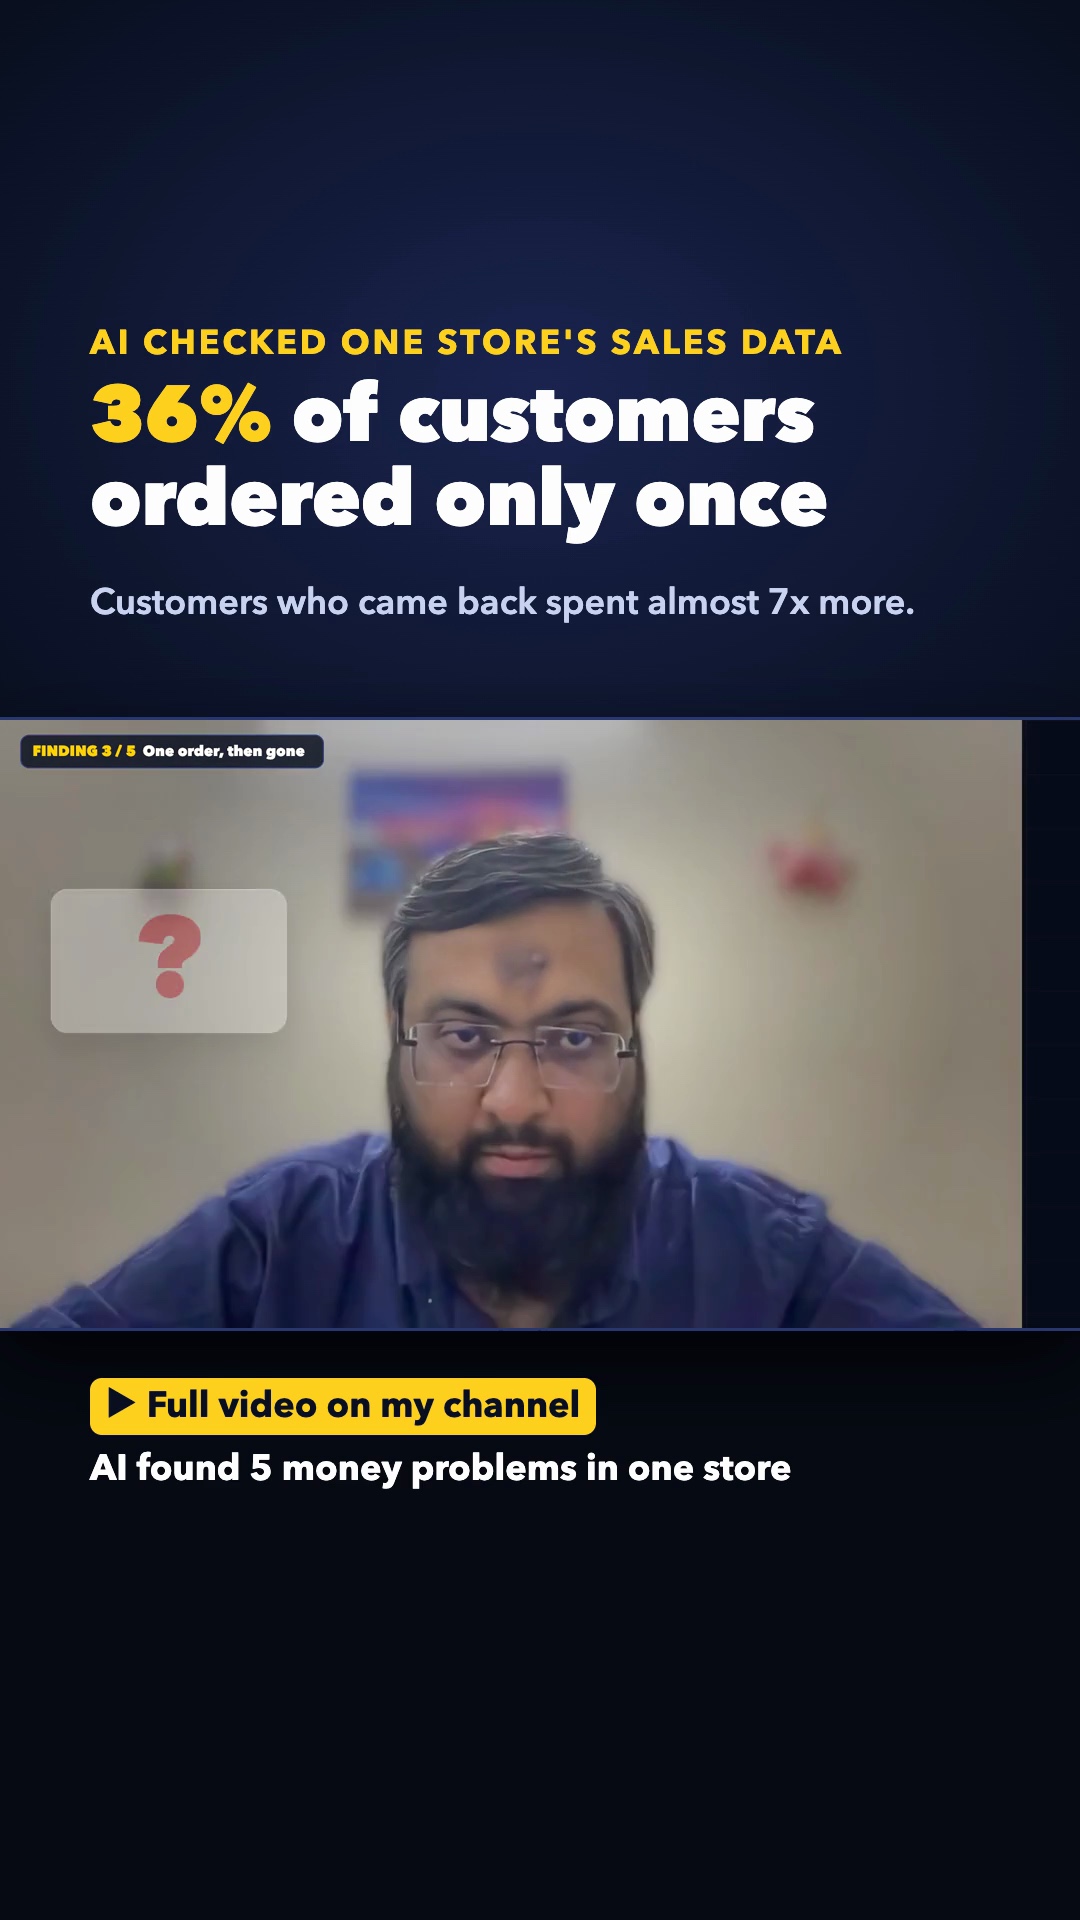 AI CHECKED ONE STORE'S SALES DATA
36% of customers
ordered only once
Customers who came back spent almost 7x more.
FINDING 3 / 5 One order, then gone
?
▶ Full video on my channel
AI found 5 money problems in one store